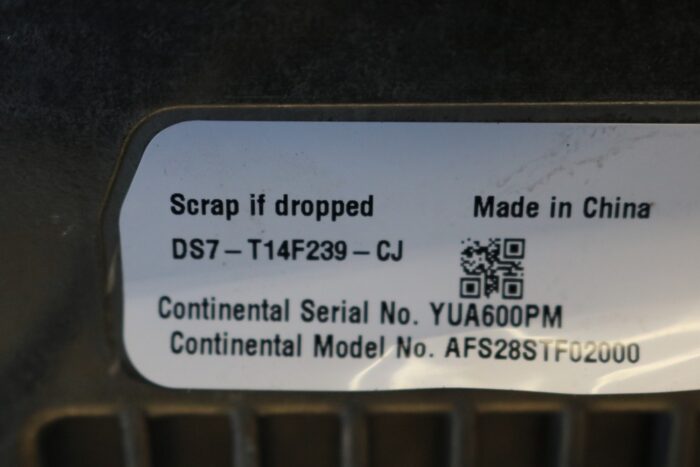 Scrap if dropped Made in China
DS7-T14F239-CJ
Continental Serial No. YUA600PM
Continental Model No. AFS28STF02000